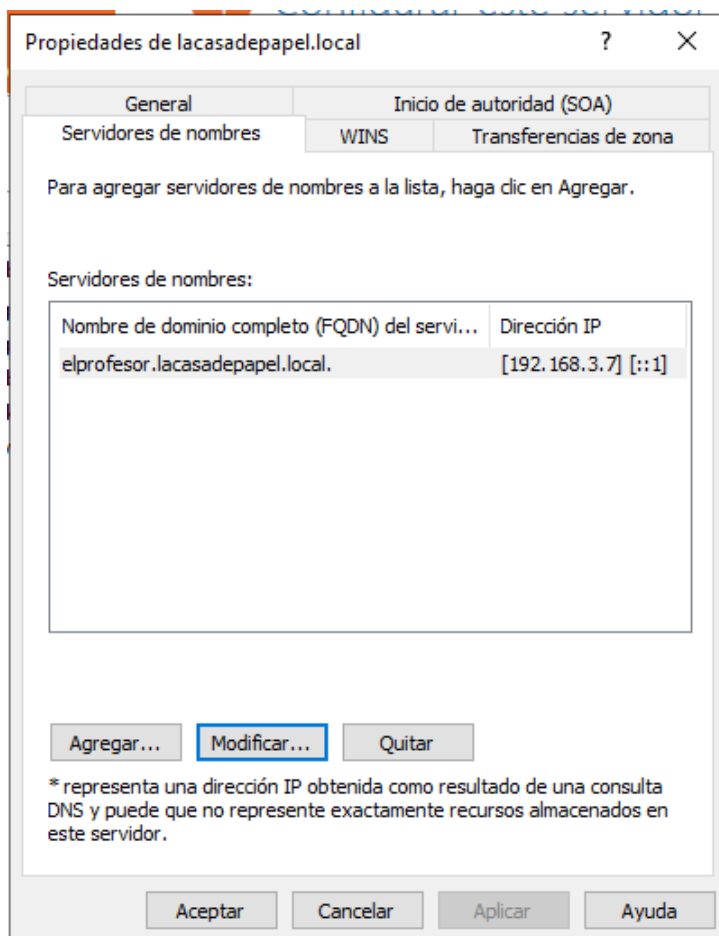 Configurar este servidor
Propiedades de lacasadepapel.local
?
General
Inicio de autoridad (SOA)
Servidores de nombres
WINS
Transferencias de zona
Para agregar servidores de nombres a la lista, haga clic en Agregar.
Servidores de nombres:
Nombre de dominio completo (FQDN) del servi...
Dirección IP
elprofesor.lacasadepapel.local.
[192.168.3.7] [::1]
Agregar...
Modificar...
Quitar
* representa una dirección IP obtenida como resultado de una consulta
DNS y puede que no represente exactamente recursos almacenados en
este servidor.
Aceptar
Cancelar
Aplicar
Ayuda